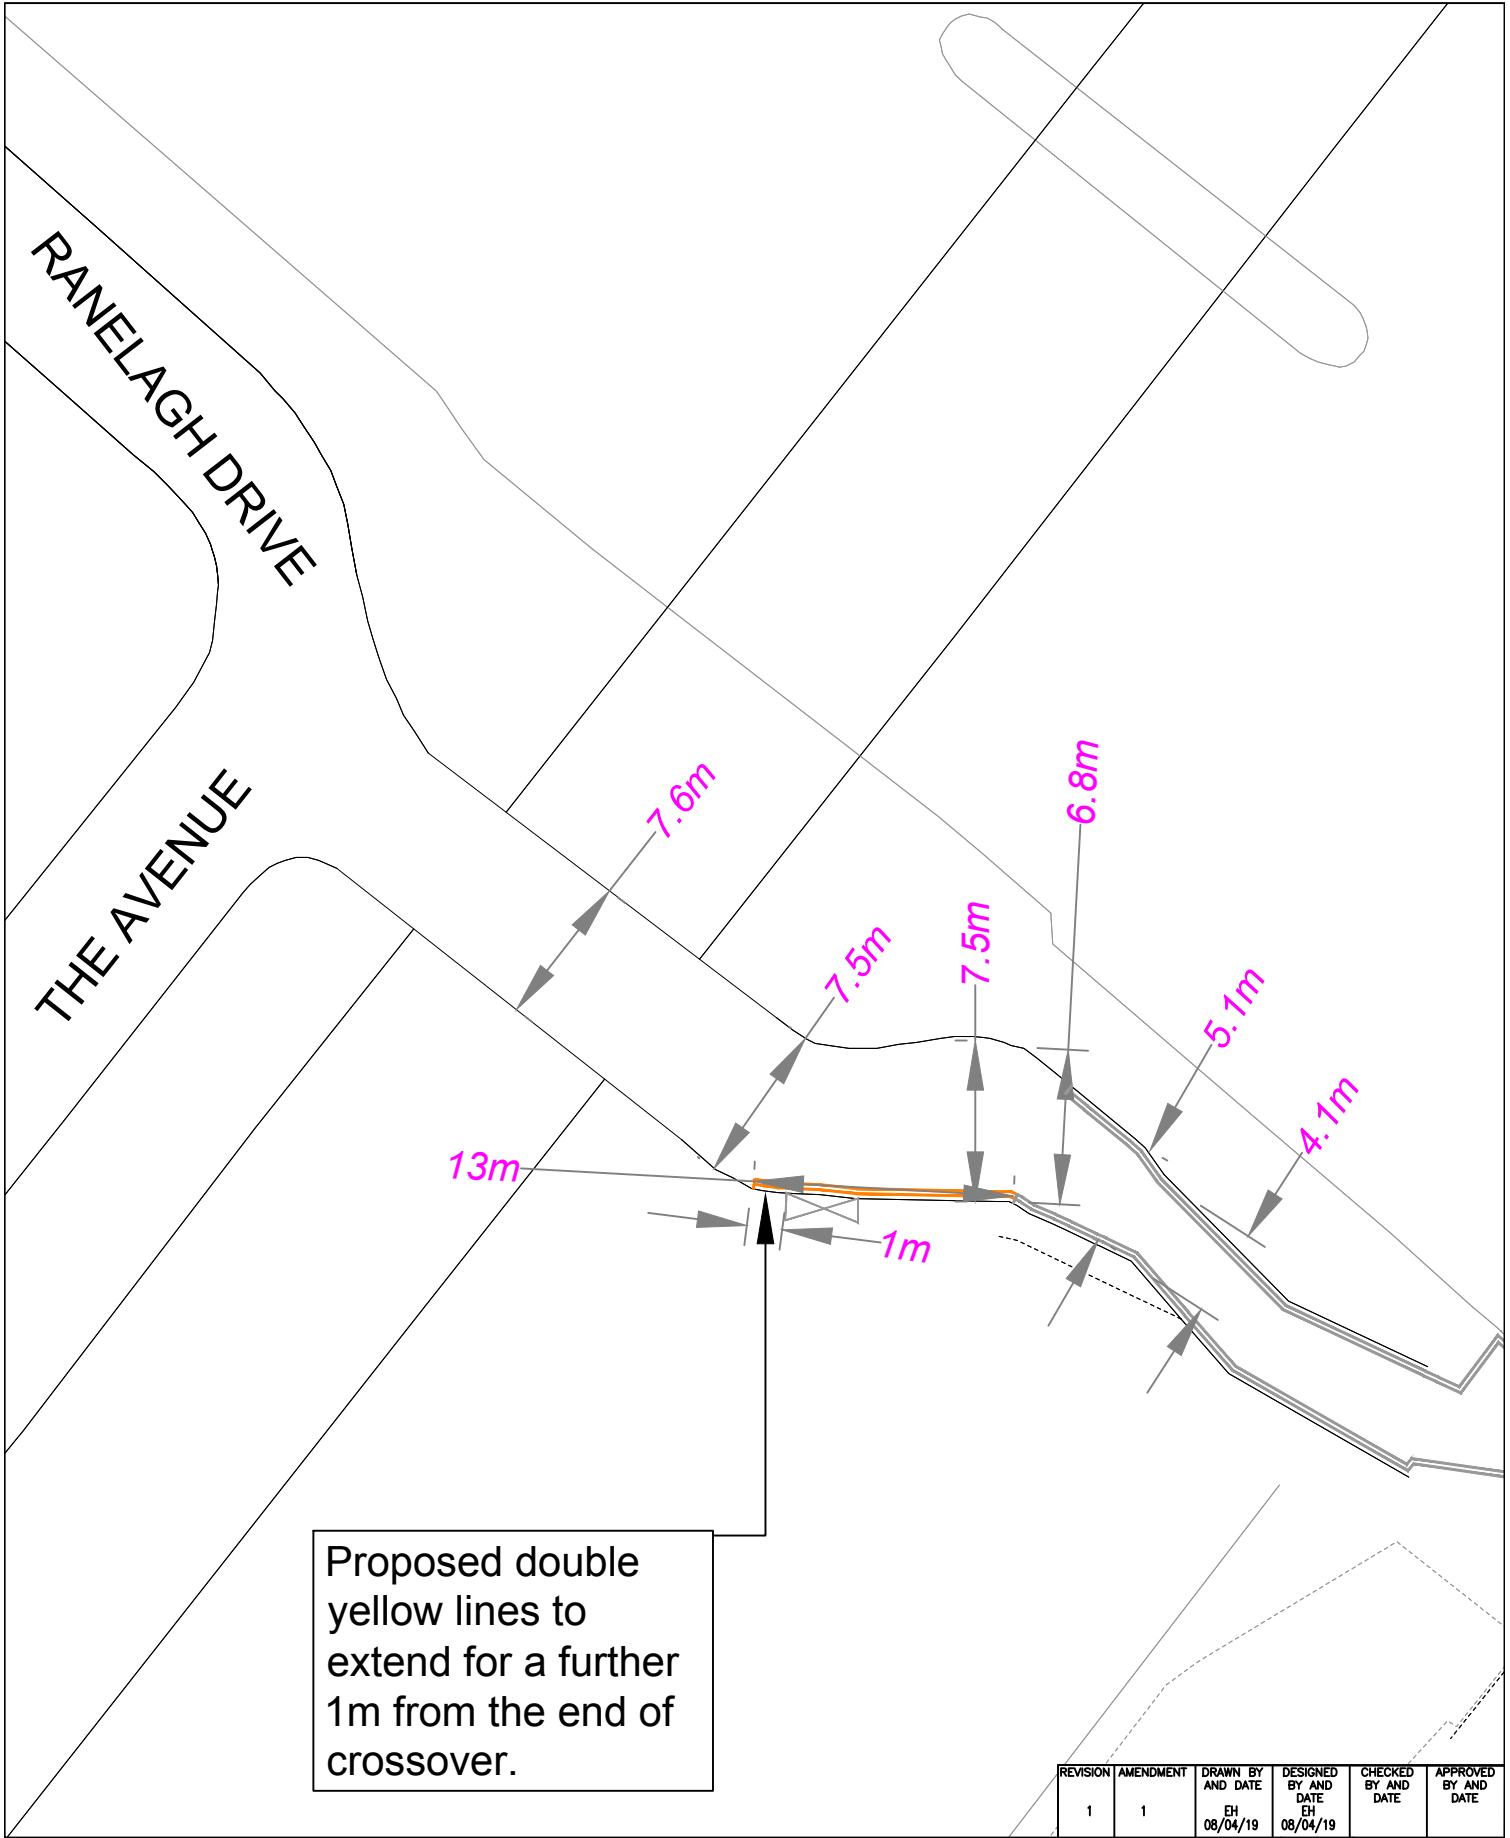 RANELAGH DRIVE
THE AVENUE
7.6m
6.8m
7.5m
7.5m
5.1m
4.1m
13m
1m
Proposed double
yellow lines to
extend for a further
1m from the end of
crossover.
REVISION
1
AMENDMENT
1
DRAWN BY
AND DATE
EH
08/04/19
DESIGNED
BY AND
DATE
EH
08/04/19
CHECKED
BY AND
DATE
APPROVED
BY AND
DATE